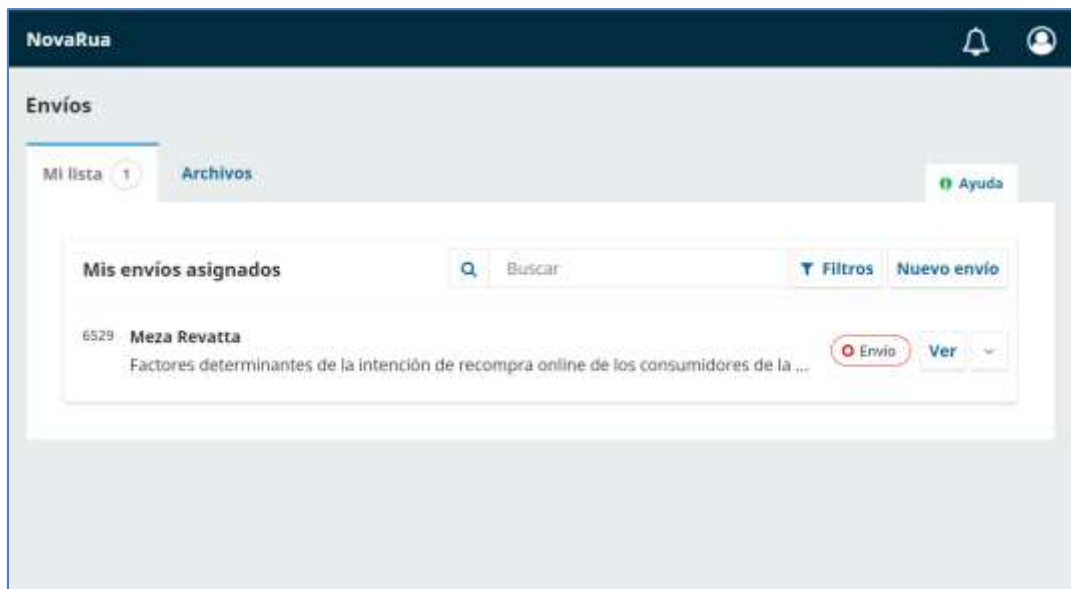 NovaRua
Envíos
Mi lista 1 Archivos
Ayuda
Mis envíos asignados Buscar Filtros Nuevo envío
6529 Meza Revatta Envío Ver
Factores determinantes de la intención de recompra online de los consumidores de la ...